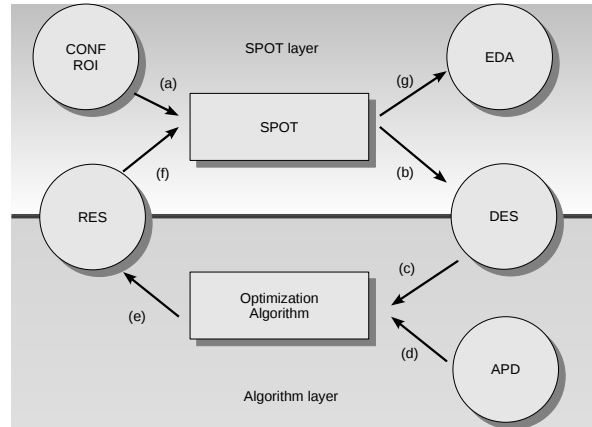 CONF
ROI
SPOT layer
EDA
(a)
(g)
SPOT
(f)
(b)
RES
DES
(c)
Optimization
Algorithm
(e)
(d)
APD
Algorithm layer